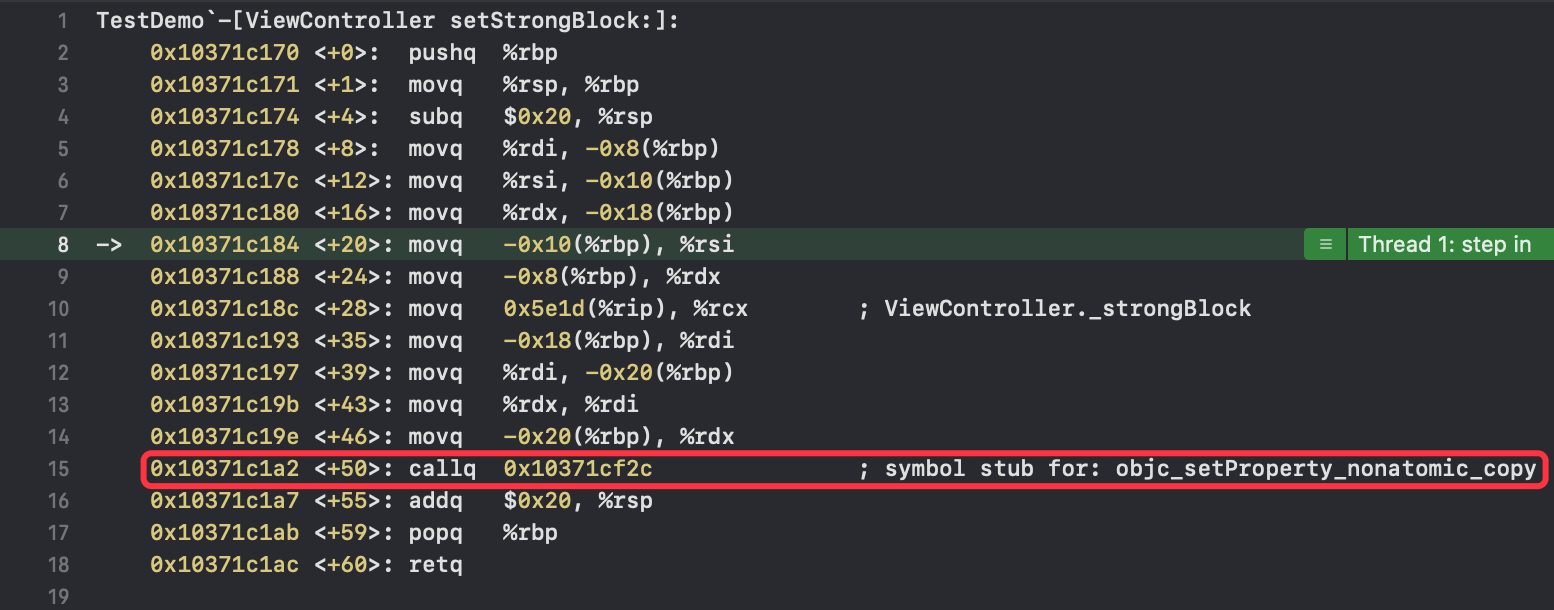 1 TestDemo`-[ViewController setStrongBlock:]:
2 0x10371c170 <+0>: pushq %rbp
3 0x10371c171 <+1>: movq %rsp, %rbp
4 0x10371c174 <+4>: subq $0x20, %rsp
5 0x10371c178 <+8>: movq %rdi, -0x8(%rbp)
6 0x10371c17c <+12>: movq %rsi, -0x10(%rbp)
7 0x10371c180 <+16>: movq %rdx, -0x18(%rbp)
8 -> 0x10371c184 <+20>: movq -0x10(%rbp), %rsi Thread 1: step in
9 0x10371c188 <+24>: movq -0x8(%rbp), %rdx
10 0x10371c18c <+28>: movq 0x5e1d(%rip), %rcx ; ViewController._strongBlock
11 0x10371c193 <+35>: movq -0x18(%rbp), %rdi
12 0x10371c197 <+39>: movq %rdi, -0x20(%rbp)
13 0x10371c19b <+43>: movq %rdx, %rdi
14 0x10371c19e <+46>: movq -0x20(%rbp), %rdx
15 0x10371c1a2 <+50>: callq 0x10371cf2c ; symbol stub for: objc_setProperty_nonatomic_copy
16 0x10371c1a7 <+55>: addq $0x20, %rsp
17 0x10371c1ab <+59>: popq %rbp
18 0x10371c1ac <+60>: retq
19